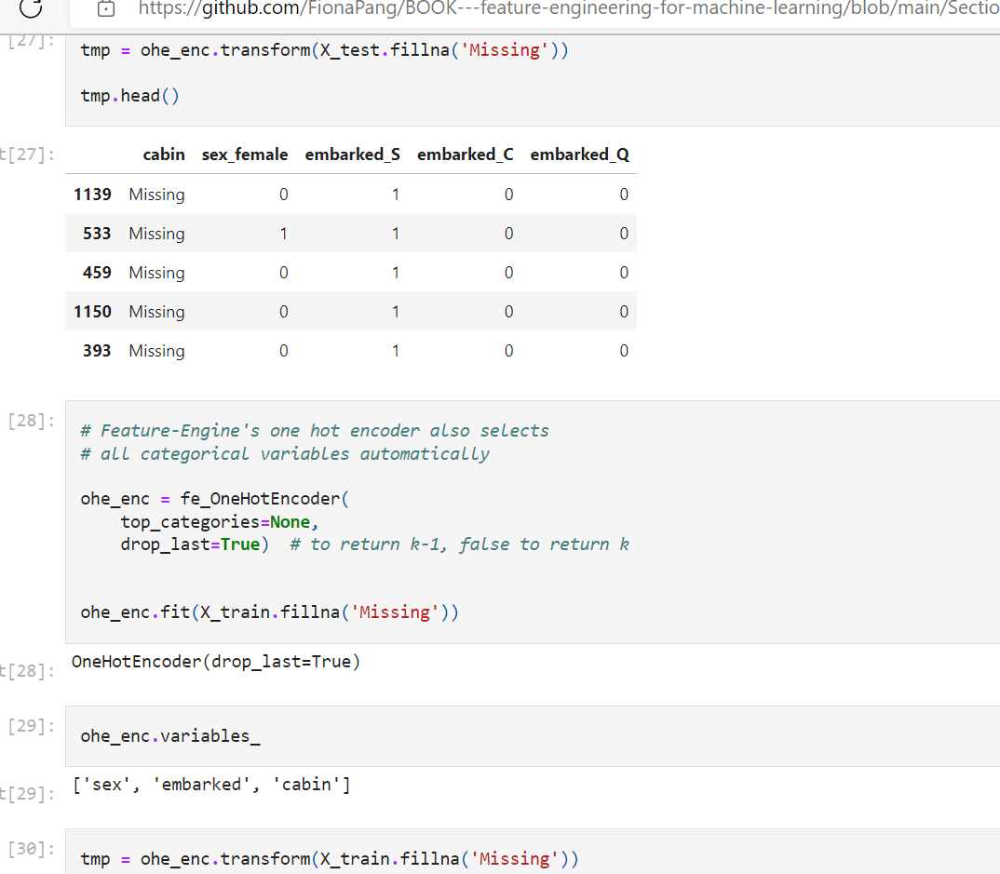 https://github.com/FionaPang/BOOK---feature-engineering-for-machine-learning/blob/main/Sectio
[27]:
tmp = ohe_enc.transform(X_test.fillna('Missing'))
tmp.head()
t[27]:
cabin sex_female embarked_S embarked_C embarked_Q
1139 Missing 0 1 0 0
533 Missing 1 1 0 0
459 Missing 0 1 0 0
1150 Missing 0 1 0 0
393 Missing 0 1 0 0
[28]:
# Feature-Engine's one hot encoder also selects
# all categorical variables automatically
ohe_enc = fe_OneHotEncoder(
top_categories=None,
drop_last=True) # to return k-1, false to return k
ohe_enc.fit(X_train.fillna('Missing'))
t[28]:
OneHotEncoder(drop_last=True)
[29]:
ohe_enc.variables_
t[29]:
['sex', 'embarked', 'cabin']
[30]:
tmp = ohe_enc.transform(X_train.fillna('Missing'))